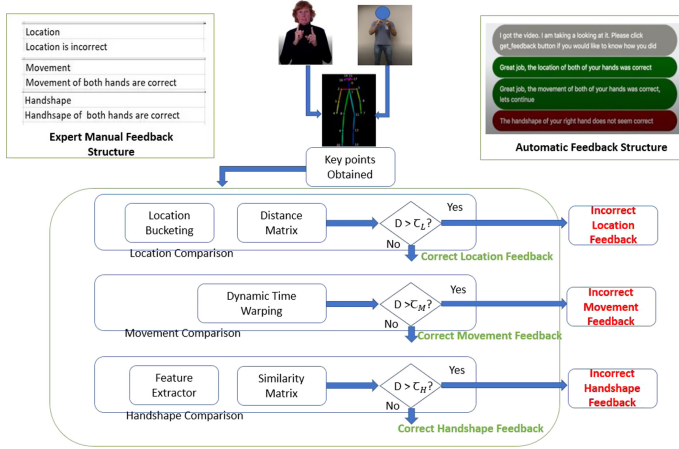 Location
Location is incorrect
Movement
Movement of both hands are correct
Handshape
Handhsape of both hands are correct
Expert Manual Feedback
Structure
I got the video. I am taking a looking at it. Please click
get_feedback button if you would like to know how you did
Great job, the location of both of your hands was correct
Great job, the movement of both of your hands was correct,
lets continue
The handshape of your right hand does not seem correct
Automatic Feedback Structure
Key points
Obtained
Location
Bucketing
Distance
Matrix
D > τL?
Yes
No
Incorrect
Location
Feedback
Location Comparison
Correct Location Feedback
Dynamic Time
Warping
D >τM?
Yes
No
Incorrect
Movement
Feedback
Movement Comparison
Correct Movement Feedback
Feature
Extractor
Similarity
Matrix
D > τH?
Yes
No
Incorrect
Handshape
Feedback
Handshape Comparison
Correct Handshape Feedback